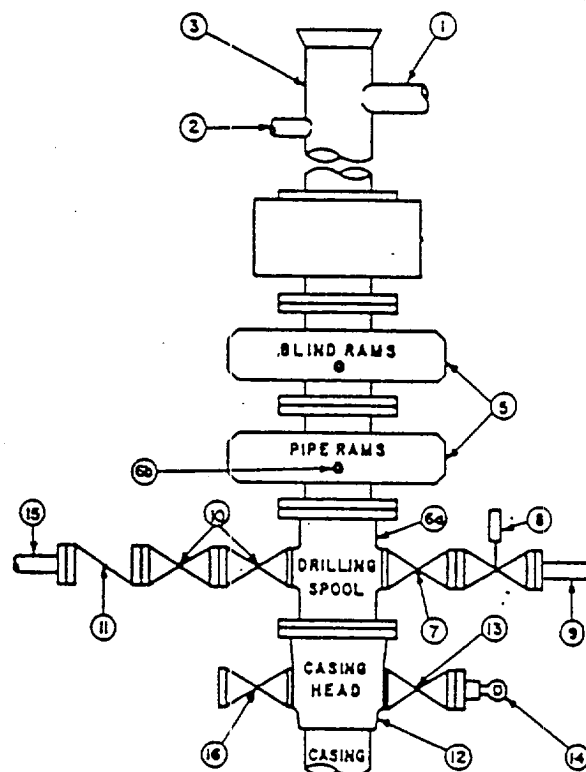 3
1
2
BLIND RAMS
5
PIPE RAMS
6b
6a
8
15
10
DRILLING
SPOOL
11
7
9
13
CASING
HEAD
16
12
14
CASING